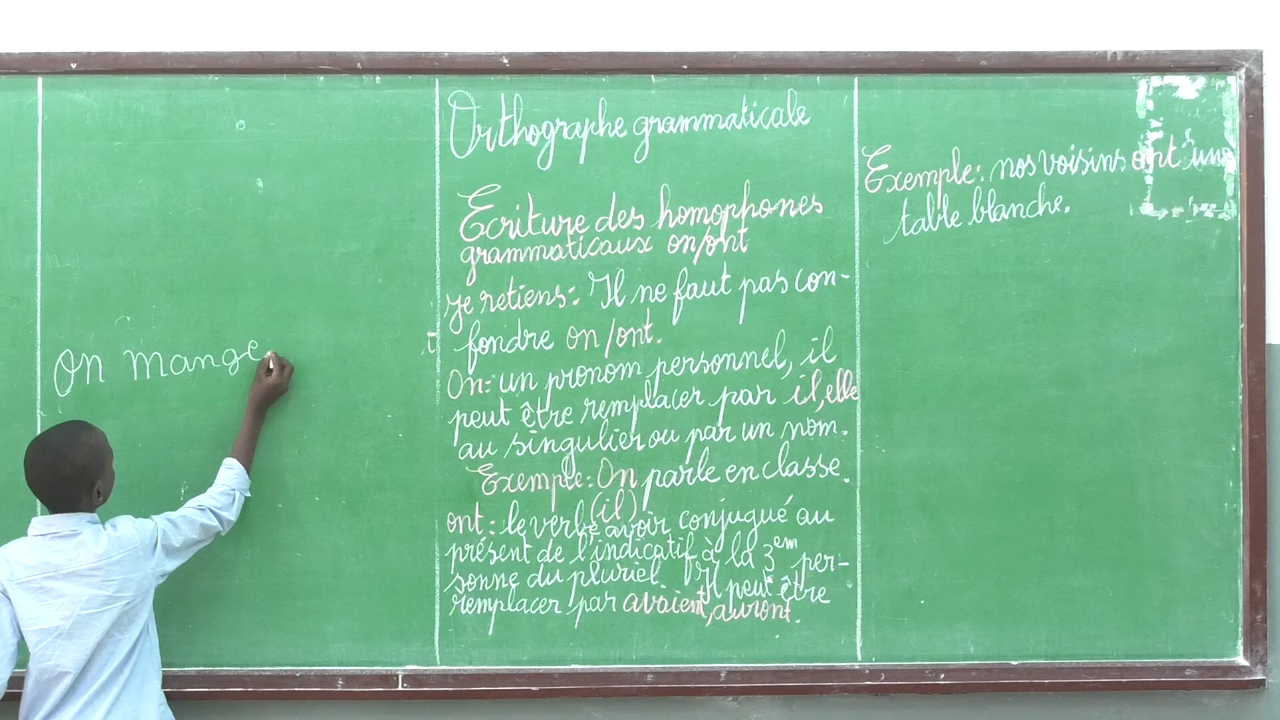 On mange
Orthographe grammaticale
Ecriture des homophones
grammaticaux on/ont
Je retiens: Il ne faut pas con-
fondre on/ont.
On: un pronom personnel, il
peut être remplacer par il, elle
au singulier ou par un nom.
Exemple: On parle en classe.
(il)
ont: le verbe avoir conjugué au
présent de l'indicatif à la 3em per-
sonne du pluriel. Il peut être
remplacer par avaient, auront.
Exemple: nos voisins ont une
table blanche.